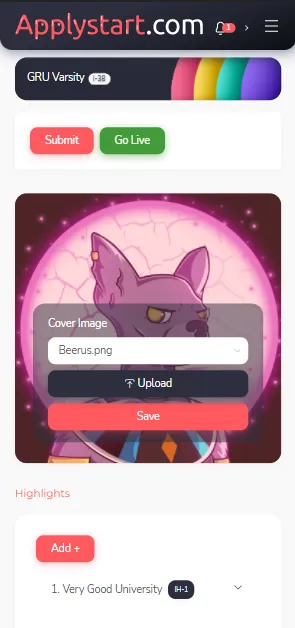 Applystart.com
1
GRU Varsity I-38
Submit Go Live
Cover Image
Beerus.png
Upload
Save
Highlights
Add +
1. Very Good University IH-1